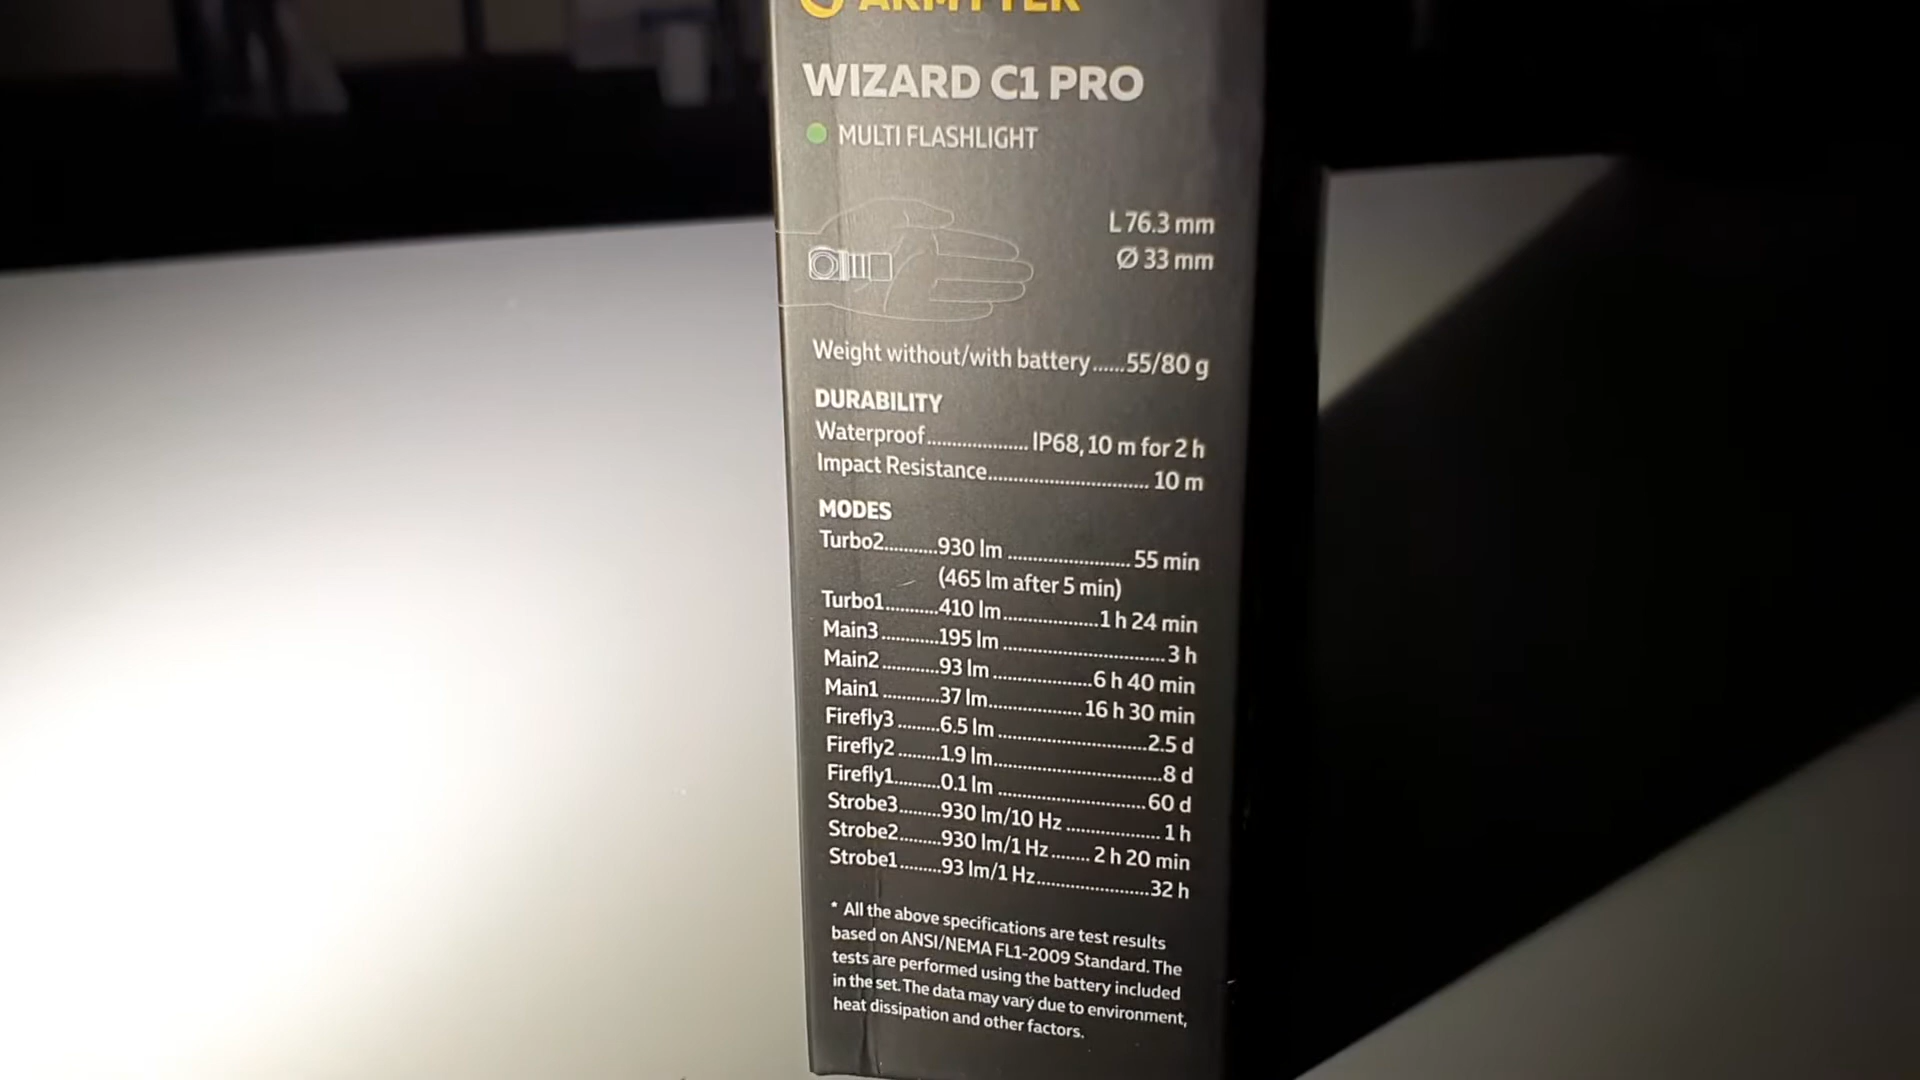 ARMYTEK
WIZARD C1 PRO
MULTI FLASHLIGHT
L 76.3 mm
Ø 33 mm
Weight without/with battery......55/80 g
DURABILITY
Waterproof................... IP68, 10 m for 2 h
Impact Resistance.............................. 10 m
MODES
Turbo2..........930 lm ....................... 55 min
(465 lm after 5 min)
Turbo1..........410 lm..................1 h 24 min
Main3...........195 lm ..............................3 h
Main2...........93 lm ..................6 h 40 min
Main1 ..........37 lm................. 16 h 30 min
Firefly3 ........6.5 lm ............................2.5 d
Firefly2 ........1.9 lm...............................8 d
Firefly1.........0.1 lm ...........................60 d
Strobe3........930 lm/10 Hz ................. 1 h
Strobe2........930 lm/1 Hz........ 2 h 20 min
Strobe1 ........93 lm/1 Hz.....................32 h
* All the above specifications are test results
based on ANSI/NEMA FL1-2009 Standard. The
tests are performed using the battery included
in the set. The data may vary due to environment,
heat dissipation and other factors.